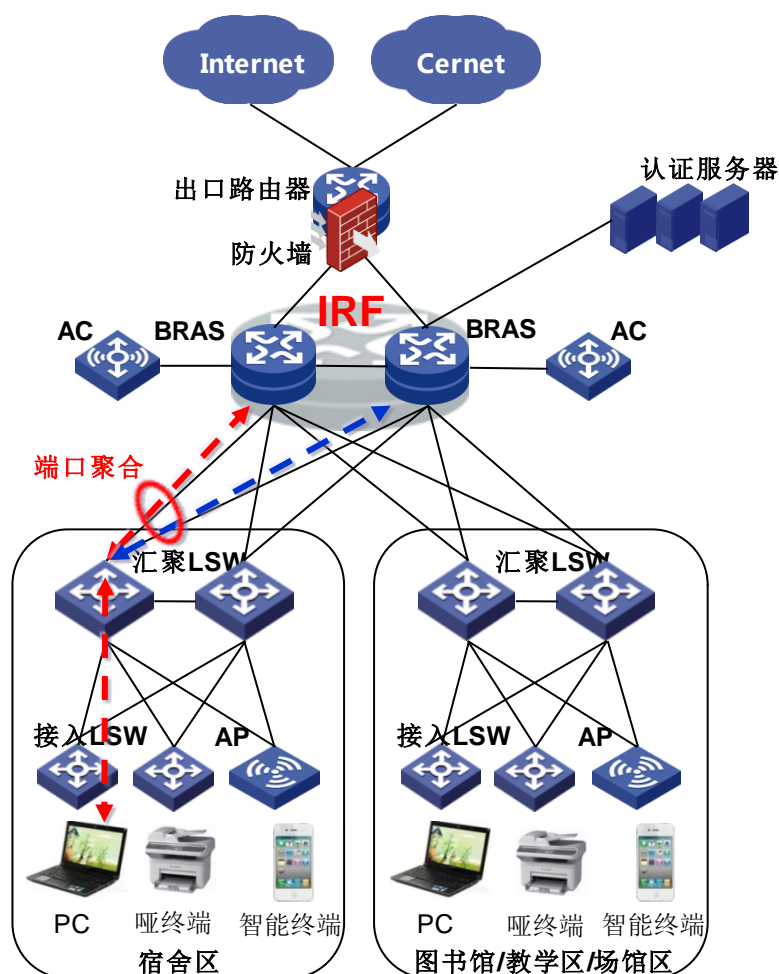 Internet
Cernet
出口路由器
认证服务器
防火墙
IRF
AC
BRAS
BRAS
AC
端口聚合
汇聚LSW
汇聚LSW
接入LSW
AP
接入LSW
AP
PC
哑终端
智能终端
PC
哑终端
智能终端
宿舍区
图书馆/教学区/场馆区